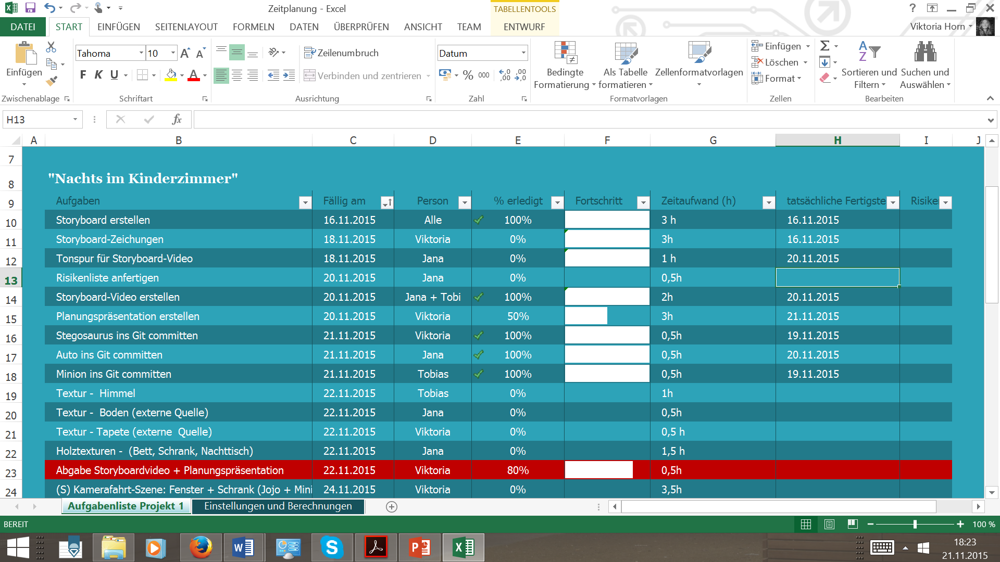 Zeitplanung - Excel
TABELLENTOOLS
?
DATEI START EINFÜGEN SEITENLAYOUT FORMELN DATEN ÜBERPRÜFEN ANSICHT TEAM ENTWURF
Viktoria Horn
Einfügen
Tahoma 10
F K U
Zeilenumbruch
Verbinden und zentrieren
Datum
% 000
Bedingte Formatierung
Als Tabelle formatieren
Zellenformatvorlagen
Einfügen
Löschen
Format
Sortieren und Filtern
Suchen und Auswählen
Zwischenablage Schriftart Ausrichtung Zahl Formatvorlagen Zellen Bearbeiten
H13 fx
A B C D E F G H I J
7
8 "Nachts im Kinderzimmer"
9 Aufgaben Fällig am Person % erledigt Fortschritt Zeitaufwand (h) tatsächliche Fertigste Risike
10 Storyboard erstellen 16.11.2015 Alle 100% 3 h 16.11.2015
11 Storyboard-Zeichungen 18.11.2015 Viktoria 0% 3h 16.11.2015
12 Tonspur für Storyboard-Video 18.11.2015 Jana 0% 1 h 20.11.2015
13 Risikenliste anfertigen 20.11.2015 Jana 0% 0,5h
14 Storyboard-Video erstellen 20.11.2015 Jana + Tobi 100% 2h 20.11.2015
15 Planungspräsentation erstellen 20.11.2015 Viktoria 50% 3h 21.11.2015
16 Stegosaurus ins Git committen 21.11.2015 Viktoria 100% 0,5h 19.11.2015
17 Auto ins Git committen 21.11.2015 Jana 100% 0,5h 20.11.2015
18 Minion ins Git committen 21.11.2015 Tobias 100% 0,5h 19.11.2015
19 Textur -  Himmel 22.11.2015 Tobias 0% 1h
20 Textur -  Boden (externe Quelle) 22.11.2015 Jana 0% 0,5h
21 Textur - Tapete (externe  Quelle) 22.11.2015 Viktoria 0% 0,5 h
22 Holztexturen -  (Bett, Schrank, Nachttisch) 22.11.2015 Jana 0% 1,5 h
23 Abgabe Storyboardvideo + Planungspräsentation 22.11.2015 Viktoria 80% 0,5h
24 (S) Kamerafahrt-Szene: Fenster + Schrank (Jojo + Mini 24.11.2015 Viktoria 0% 3,5h
Aufgabenliste Projekt 1 Einstellungen und Berechnungen
BEREIT 100 %
18:23
21.11.2015